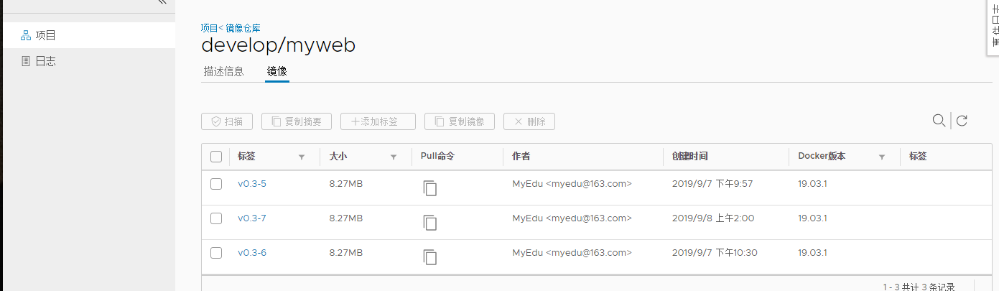 项目
日志
项目< 镜像仓库
develop/myweb
描述信息 镜像
扫描 复制摘要 +添加标签 复制镜像 × 删除
标签 大小 Pull命令 作者 创建时间 Docker版本 标签
v0.3-5 8.27MB MyEdu <myedu@163.com> 2019/9/7 下午9:57 19.03.1
v0.3-7 8.27MB MyEdu <myedu@163.com> 2019/9/8 上午2:00 19.03.1
v0.3-6 8.27MB MyEdu <myedu@163.com> 2019/9/7 下午10:30 19.03.1
1 - 3 共计 3 条记录
事件日志